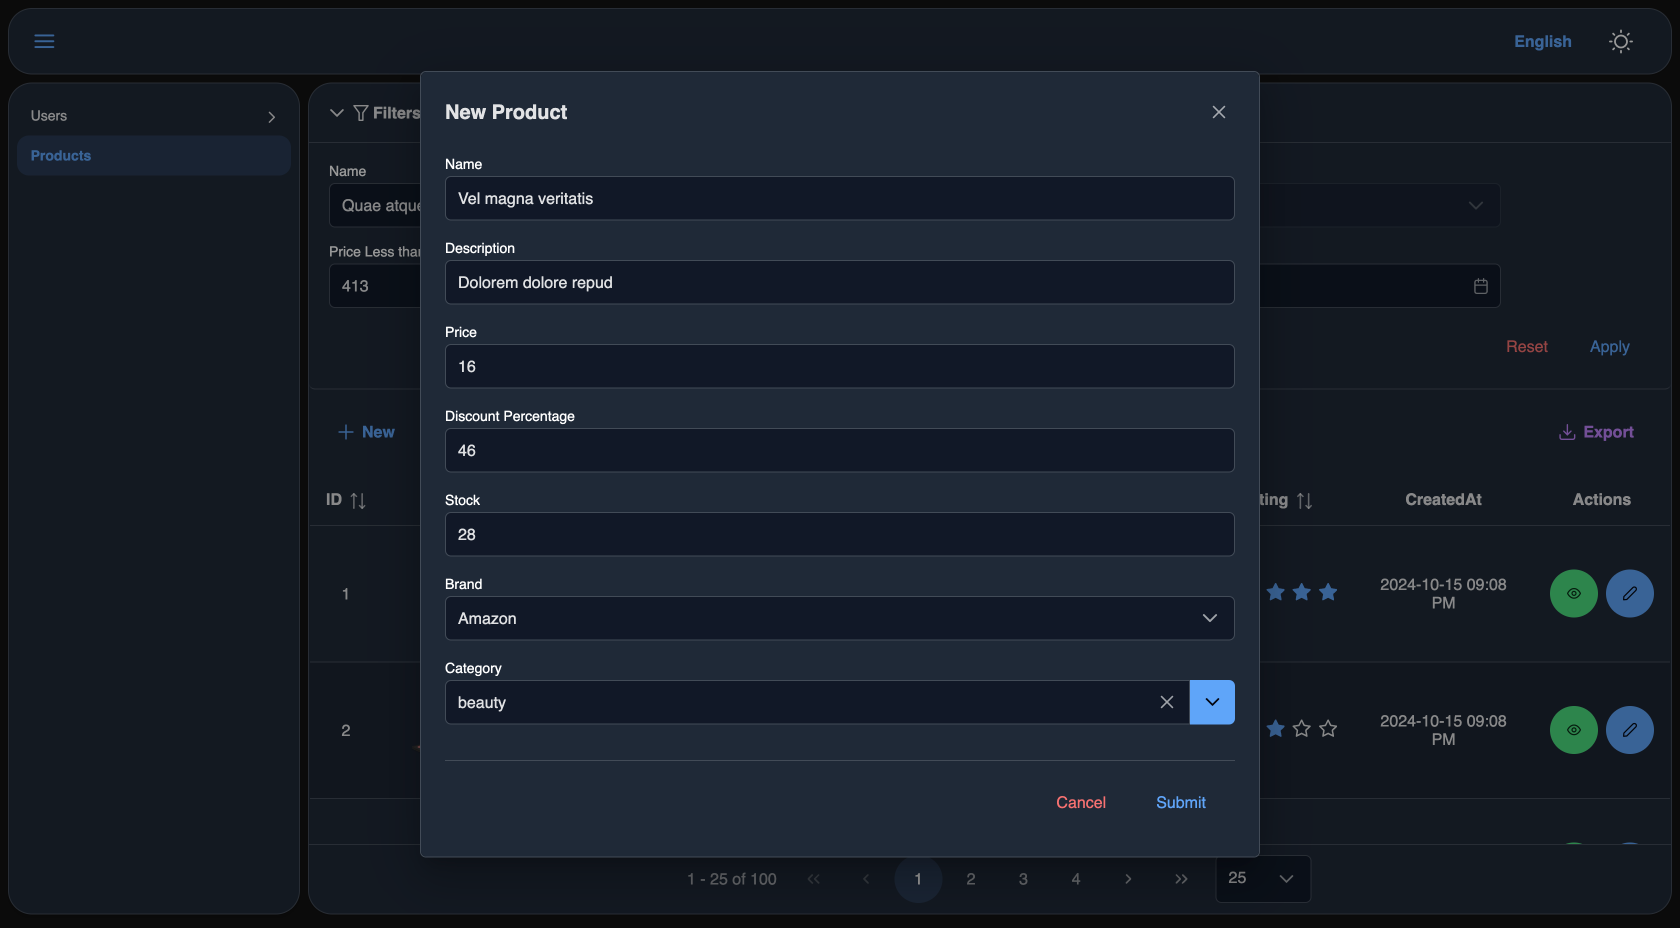 English
Users
Products
Filters
Name
Quae atque
Price Less than
413
Reset
Apply
New
Export
ID
CreatedAt
Actions
1
2024-10-15 09:08
PM
2
2024-10-15 09:08
PM
1 - 25 of 100
1
2
3
4
25
New Product
Name
Vel magna veritatis
Description
Dolorem dolore repud
Price
16
Discount Percentage
46
Stock
28
Brand
Amazon
Category
beauty
Cancel
Submit